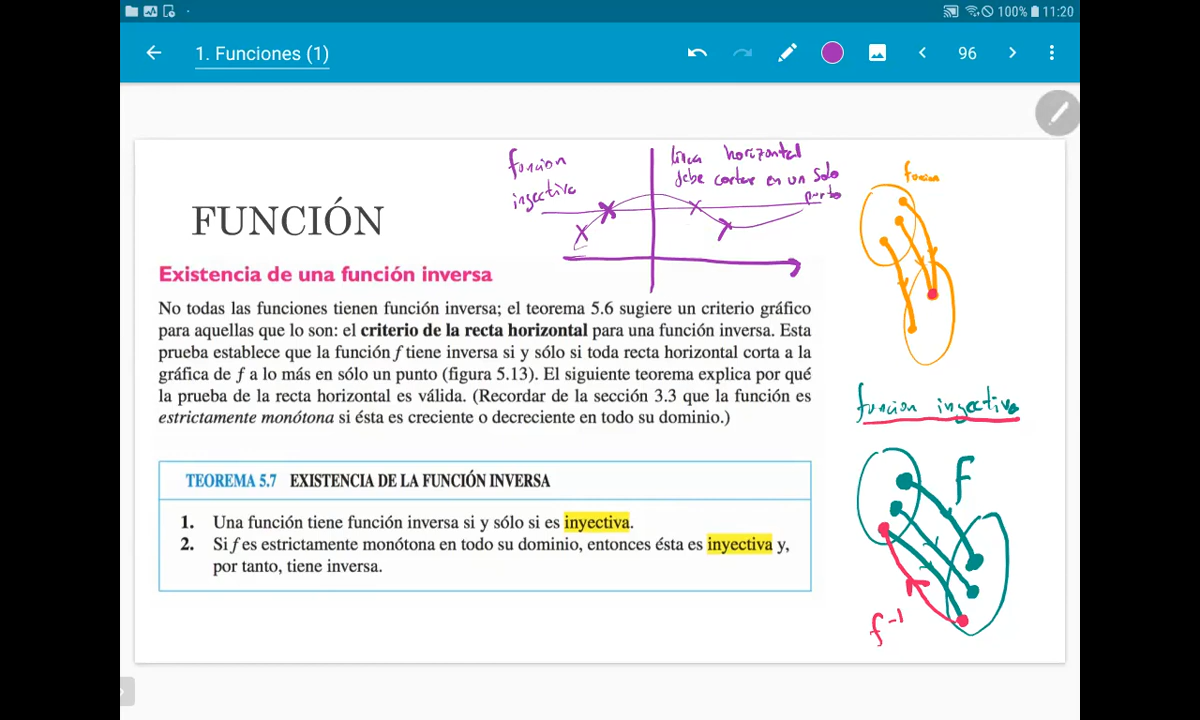 100% 11:20
1. Funciones (1)
96
funcion
inyectiva
línea horizontal
debe cortar en un solo
punto
funcion
FUNCIÓN
Existencia de una función inversa
No todas las funciones tienen función inversa; el teorema 5.6 sugiere un criterio gráfico
para aquellas que lo son: el criterio de la recta horizontal para una función inversa. Esta
prueba establece que la función f tiene inversa si y sólo si toda recta horizontal corta a la
gráfica de f a lo más en sólo un punto (figura 5.13). El siguiente teorema explica por qué
la prueba de la recta horizontal es válida. (Recordar de la sección 3.3 que la función es
estrictamente monótona si ésta es creciente o decreciente en todo su dominio.)
funcion inyectiva
TEOREMA 5.7 EXISTENCIA DE LA FUNCIÓN INVERSA
1. Una función tiene función inversa si y sólo si es inyectiva.
2. Si f es estrictamente monótona en todo su dominio, entonces ésta es inyectiva y,
por tanto, tiene inversa.
f
f⁻¹